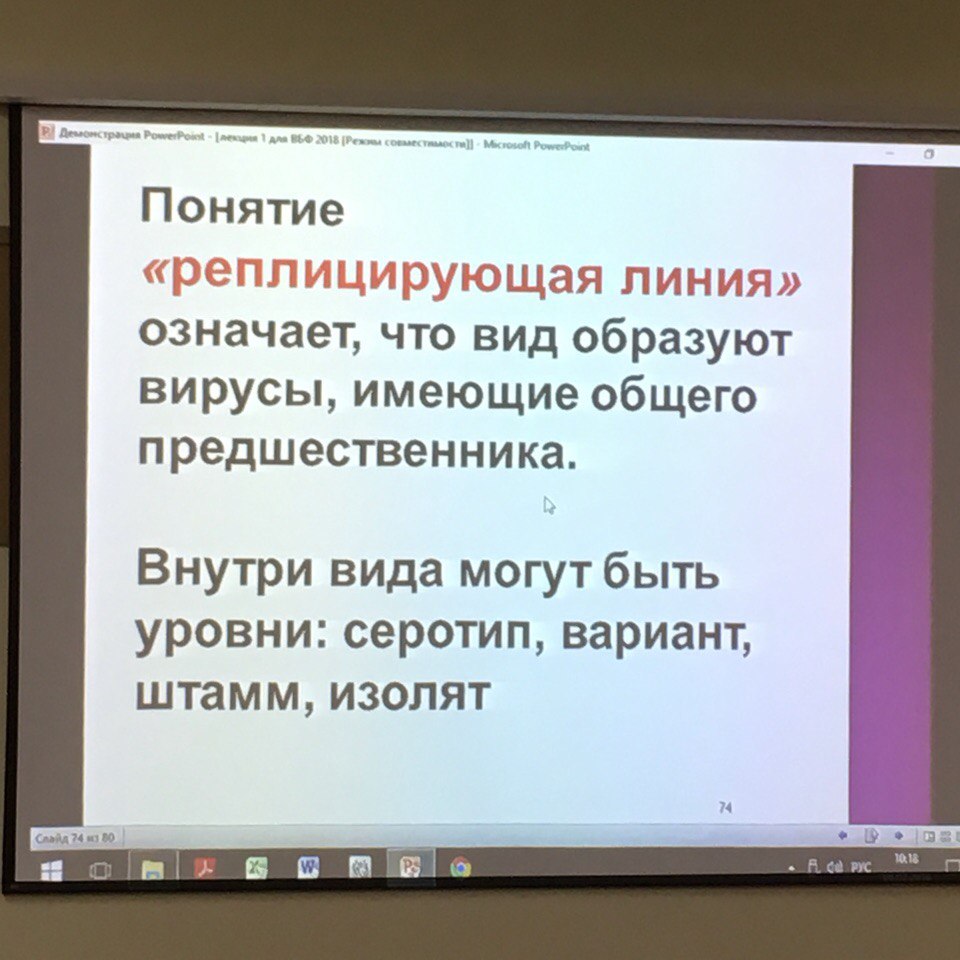 Демонстрация PowerPoint - [лекция 1 для ВБФ 2018 [Режим совместимости]] - Microsoft PowerPoint
Понятие
«реплицирующая линия»
означает, что вид образуют
вирусы, имеющие общего
предшественника.
Внутри вида могут быть
уровни: серотип, вариант,
штамм, изолят
74
Слайд 74 из 80
РУС
10:18